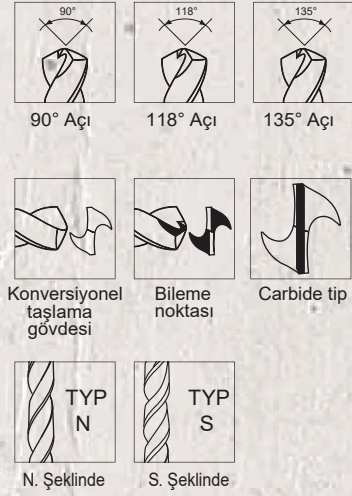 90°
118°
135°
90° Açı
118° Açı
135° Açı
Konversiyonel
taşlama
gövdesi
Bileme
noktası
Carbide tip
TYP
N
TYP
S
N. Şeklinde
S. Şeklinde